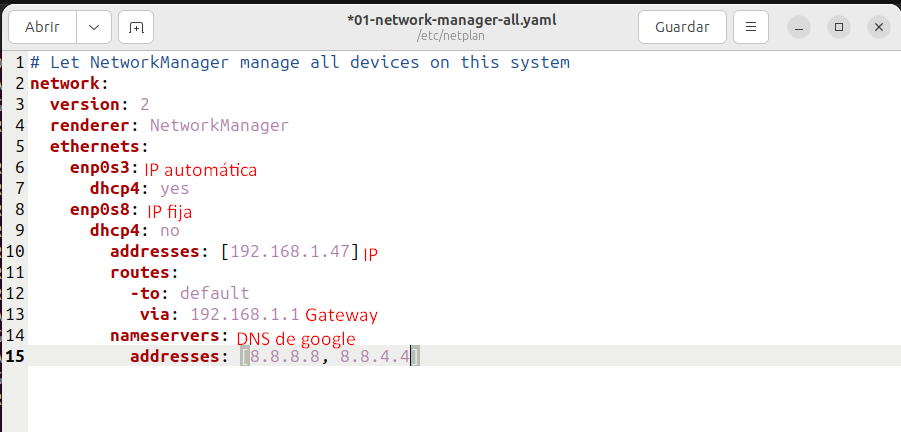 Abrir
*01-network-manager-all.yaml
/etc/netplan
Guardar
1 # Let NetworkManager manage all devices on this system
2 network:
3   version: 2
4   renderer: NetworkManager
5   ethernets:
6     enp0s3: IP automática
7       dhcp4: yes
8     enp0s8: IP fija
9       dhcp4: no
10         addresses: [192.168.1.47] IP
11         routes:
12           -to: default
13            via: 192.168.1.1 Gateway
14         nameservers: DNS de google
15           addresses: [8.8.8.8, 8.8.4.4]